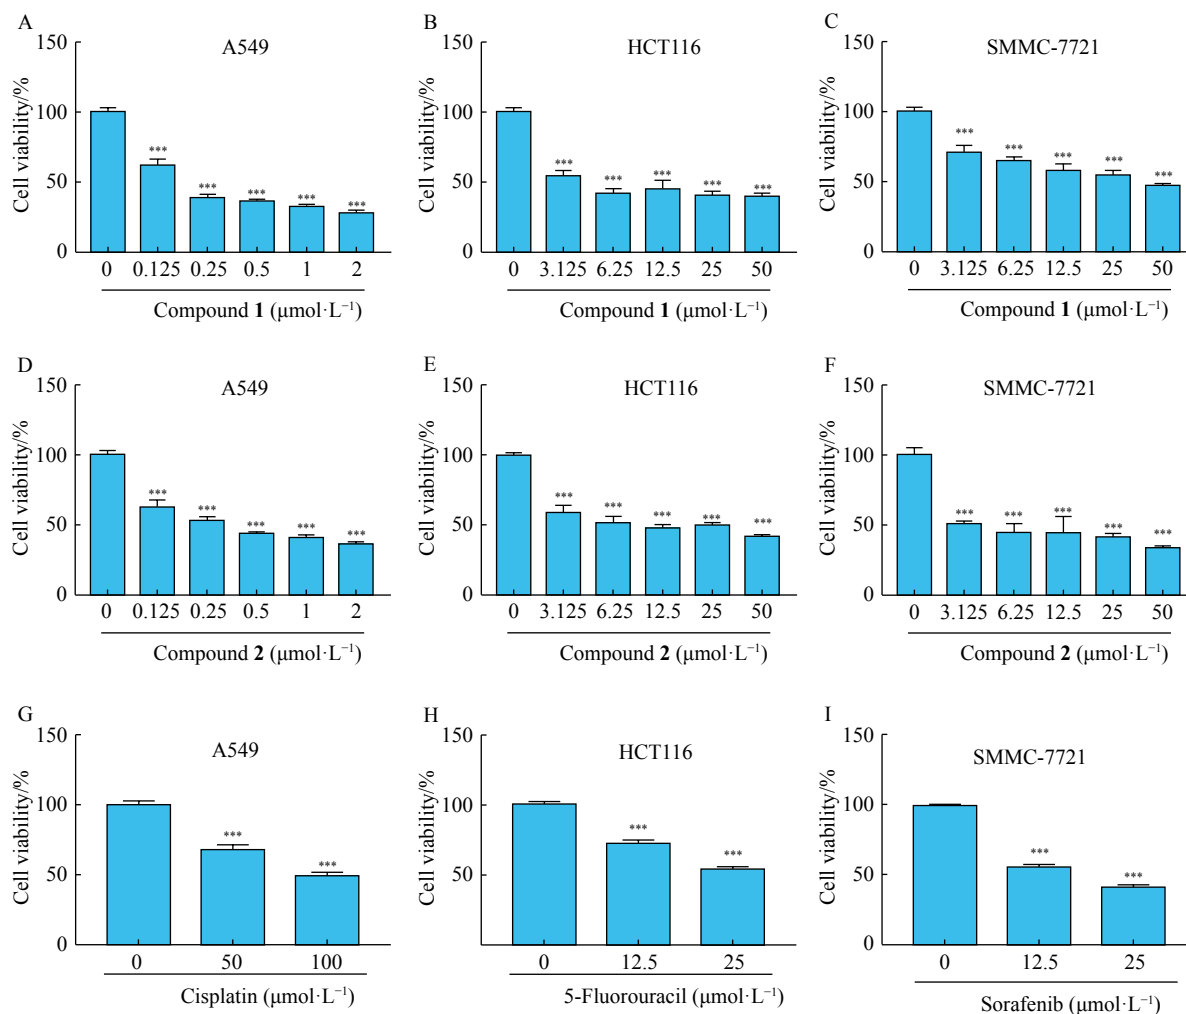 A
A549
Cell viability/%
150
100
50
0
***
***
***
***
***
0 0.125 0.25 0.5 1 2
Compound 1 (μmol·L⁻¹)
B
HCT116
Cell viability/%
150
100
50
0
***
***
***
***
***
0 3.125 6.25 12.5 25 50
Compound 1 (μmol·L⁻¹)
C
SMMC-7721
Cell viability/%
150
100
50
0
***
***
***
***
***
0 3.125 6.25 12.5 25 50
Compound 1 (μmol·L⁻¹)
D
A549
Cell viability/%
150
100
50
0
***
***
***
***
***
0 0.125 0.25 0.5 1 2
Compound 2 (μmol·L⁻¹)
E
HCT116
Cell viability/%
150
100
50
0
***
***
***
***
***
0 3.125 6.25 12.5 25 50
Compound 2 (μmol·L⁻¹)
F
SMMC-7721
Cell viability/%
150
100
50
0
***
***
***
***
***
0 3.125 6.25 12.5 25 50
Compound 2 (μmol·L⁻¹)
G
A549
Cell viability/%
150
100
50
0
***
***
0 50 100
Cisplatin (μmol·L⁻¹)
H
HCT116
Cell viability/%
150
100
50
0
***
***
0 12.5 25
5-Fluorouracil (μmol·L⁻¹)
I
SMMC-7721
Cell viability/%
150
100
50
0
***
***
0 12.5 25
Sorafenib (μmol·L⁻¹)